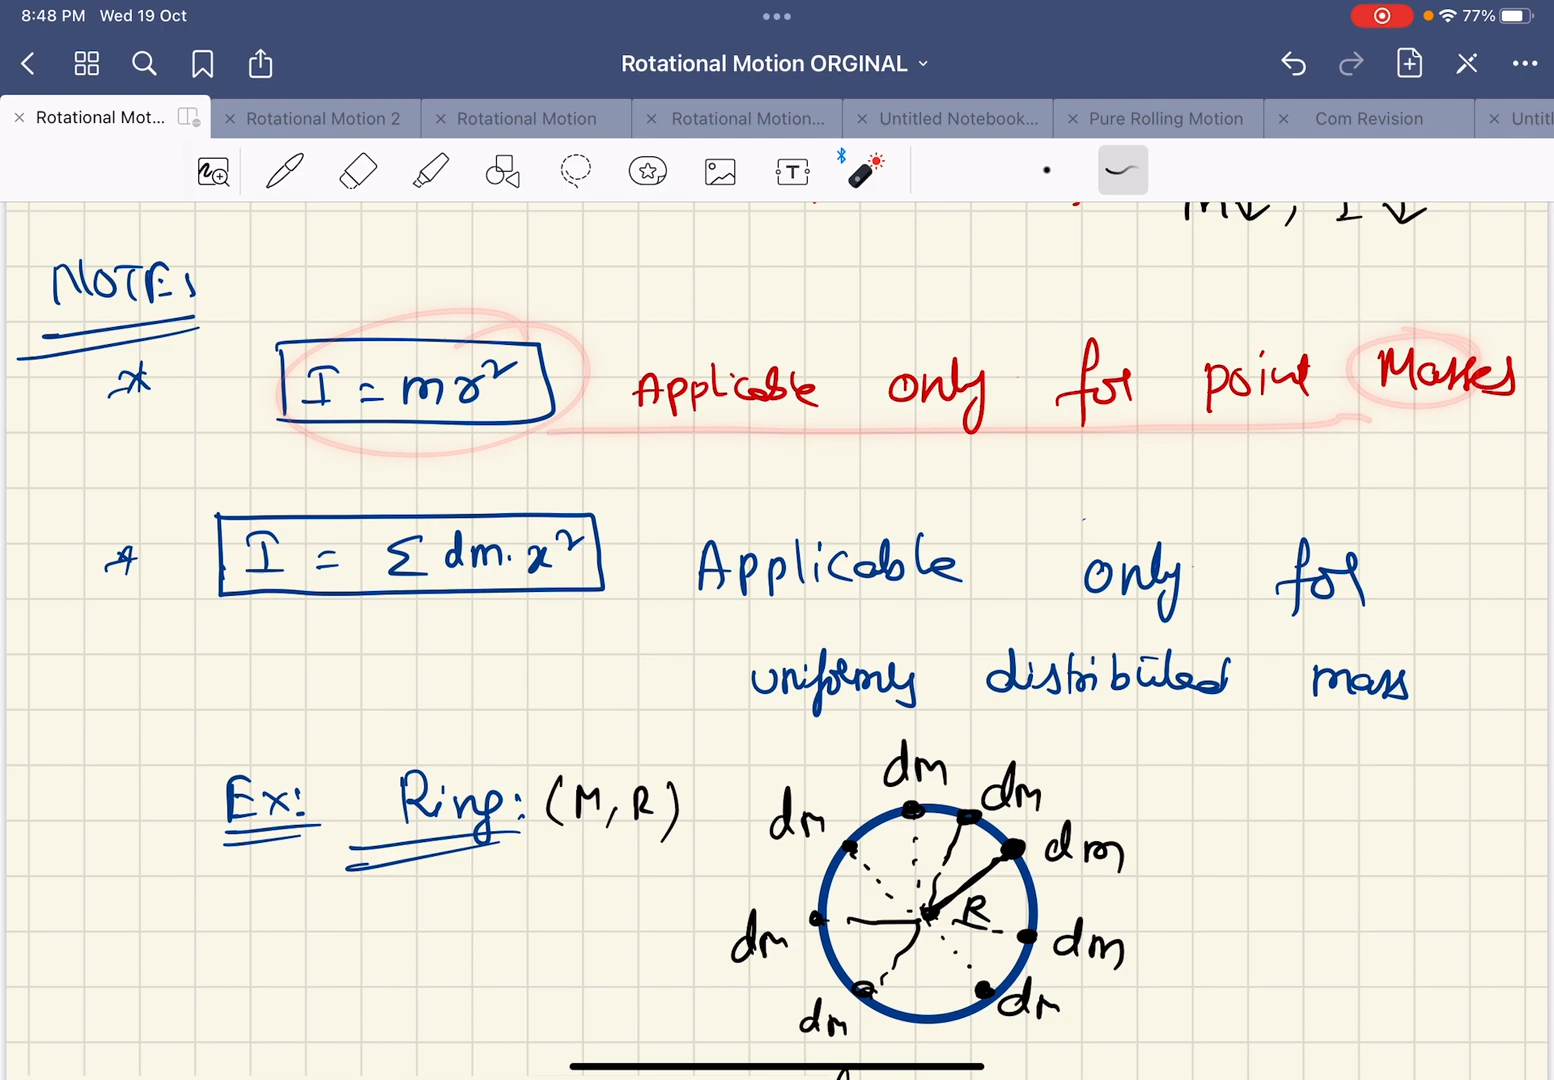 8:48 PM Wed 19 Oct
77%
Rotational Motion ORGINAL
Rotational Mot... Rotational Motion 2 Rotational Motion Rotational Motion... Untitled Notebook... Pure Rolling Motion Com Revision Untitl
T
M↓, I↓
NOTE:
* I = mr² Applicable only for point Masses
* I = Σ dm. x² Applicable only for
uniformly distributed mass
Ex: Ring: (M, R)
dm
dm
dm
dm
R
dm
dm
dm
dm